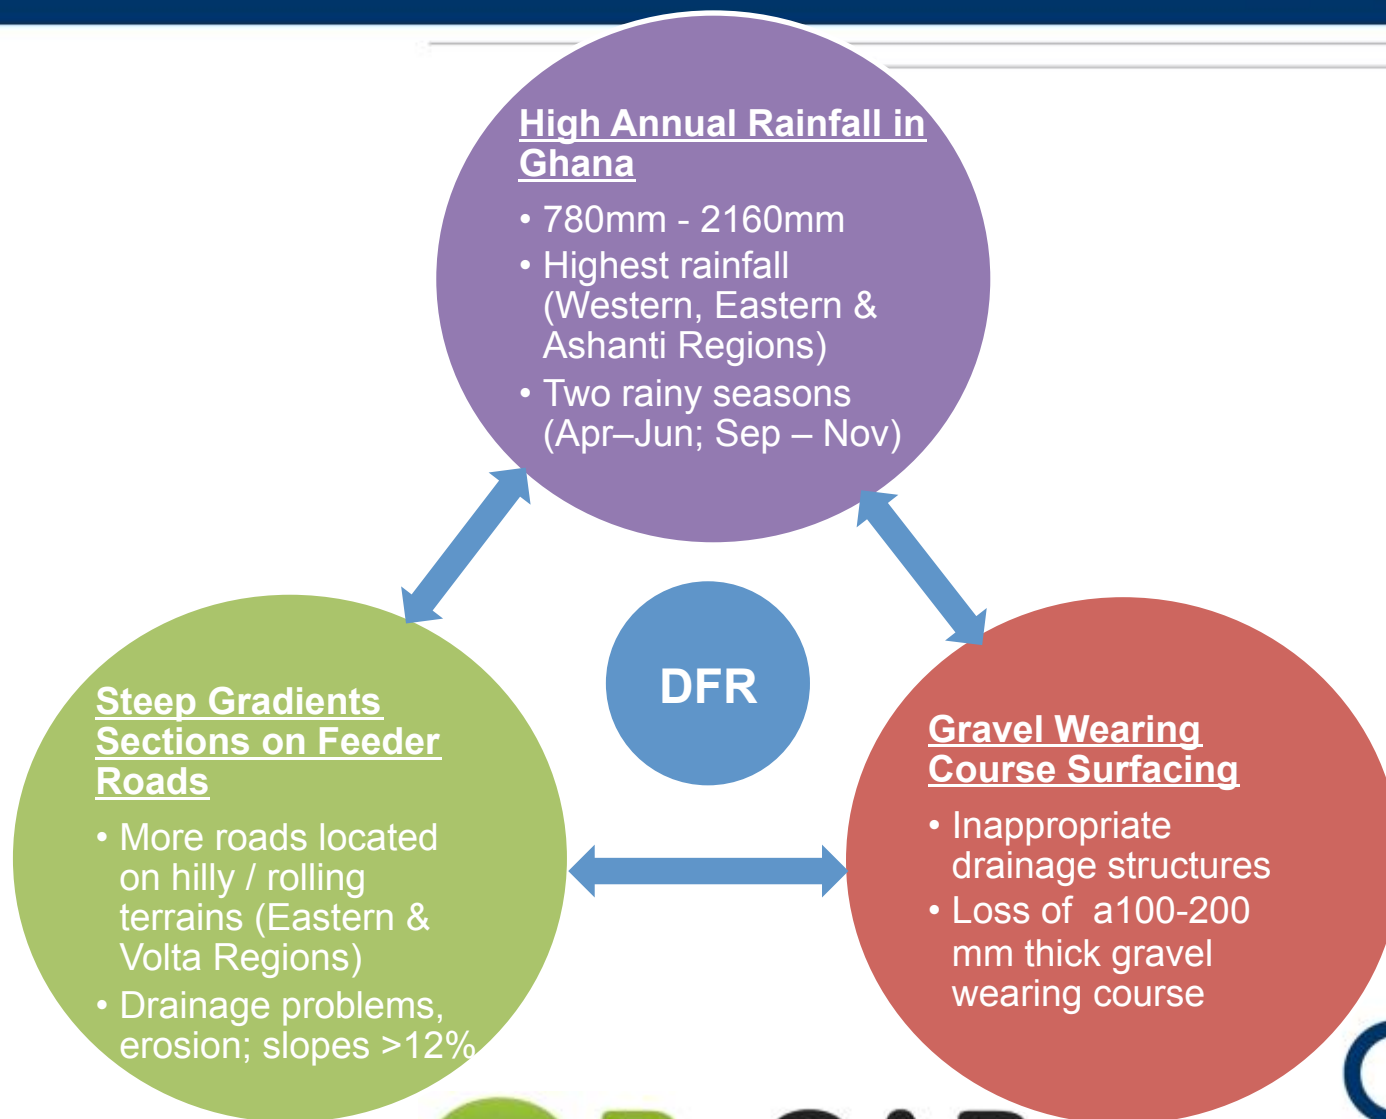 High Annual Rainfall in
Ghana
• 780mm - 2160mm
• Highest rainfall
(Western, Eastern &
Ashanti Regions)
• Two rainy seasons
(Apr–Jun; Sep – Nov)
DFR
Steep Gradients
Sections on Feeder
Roads
• More roads located
on hilly / rolling
terrains (Eastern &
Volta Regions)
• Drainage problems,
erosion; slopes >12%
Gravel Wearing
Course Surfacing
• Inappropriate
drainage structures
• Loss of  a100-200
mm thick gravel
wearing course